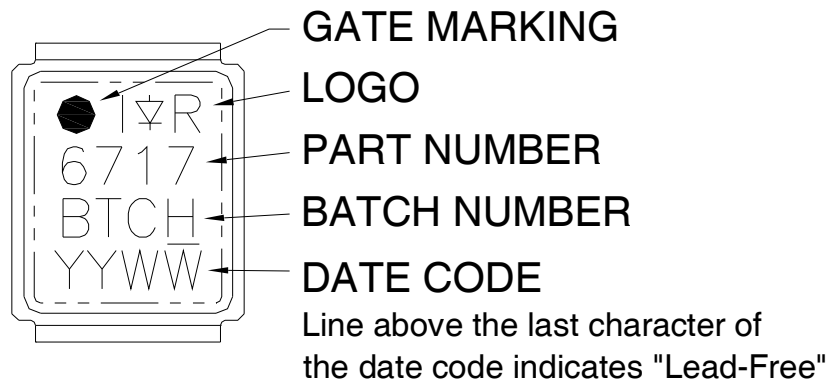 GATE MARKING
I R
LOGO
6717
PART NUMBER
BTCH
BATCH NUMBER
YYWW
DATE CODE
Line above the last character of
the date code indicates "Lead-Free"